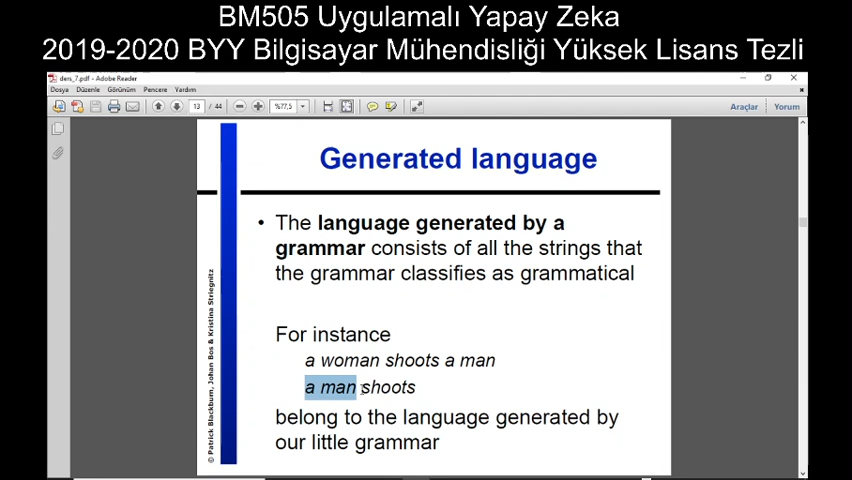 BM505 Uygulamalı Yapay Zeka
2019-2020 BYY Bilgisayar Mühendisliği Yüksek Lisans Tezli
ders_7.pdf - Adobe Reader
Dosya Düzenle Görünüm Pencere Yardım
13 / 44 %77,5 Araçlar Yorum
Generated language
• The language generated by a
grammar consists of all the strings that
the grammar classifies as grammatical
For instance
a woman shoots a man
a man shoots
belong to the language generated by
our little grammar
© Patrick Blackburn, Johan Bos & Kristina Striegnitz